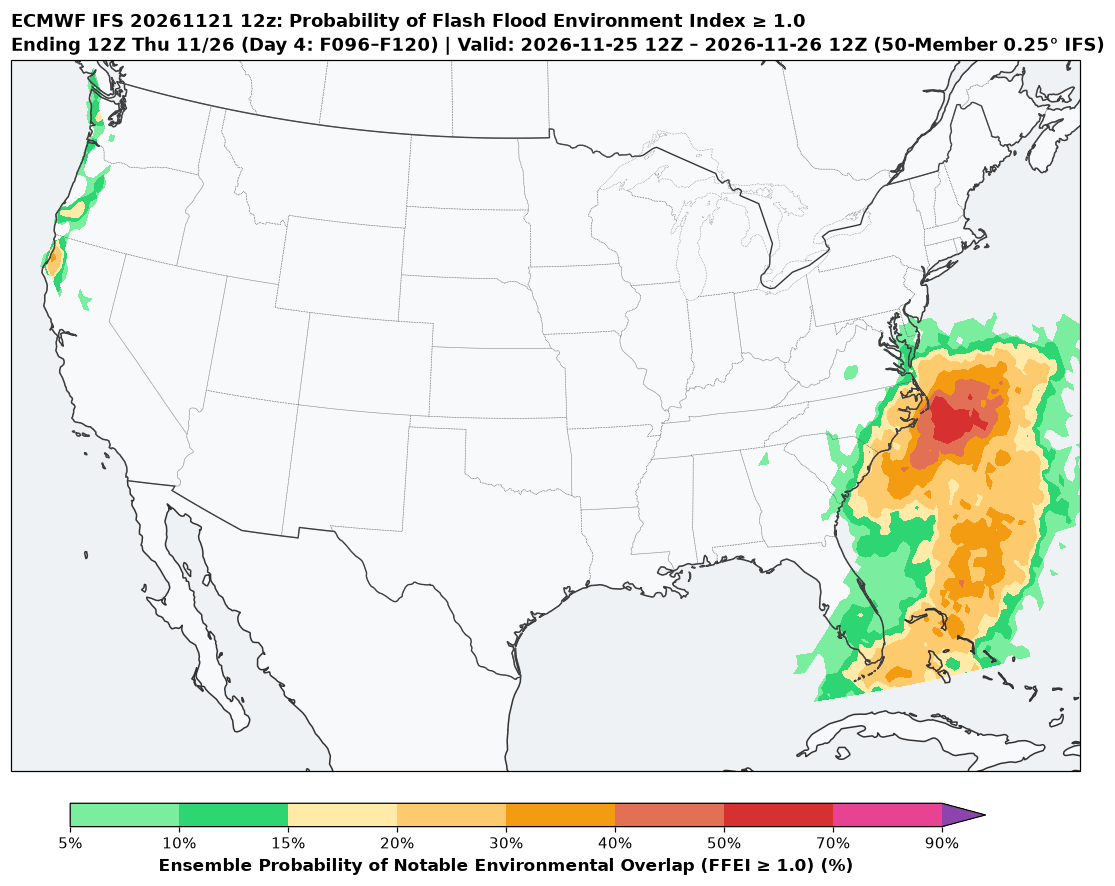 ECMWF IFS 20261121 12z: Probability of Flash Flood Environment Index ≥ 1.0
Ending 12Z Thu 11/26 (Day 4: F096–F120) | Valid: 2026-11-25 12Z – 2026-11-26 12Z (50-Member 0.25° IFS)
5% 10% 15% 20% 30% 40% 50% 70% 90%
Ensemble Probability of Notable Environmental Overlap (FFEI ≥ 1.0) (%)